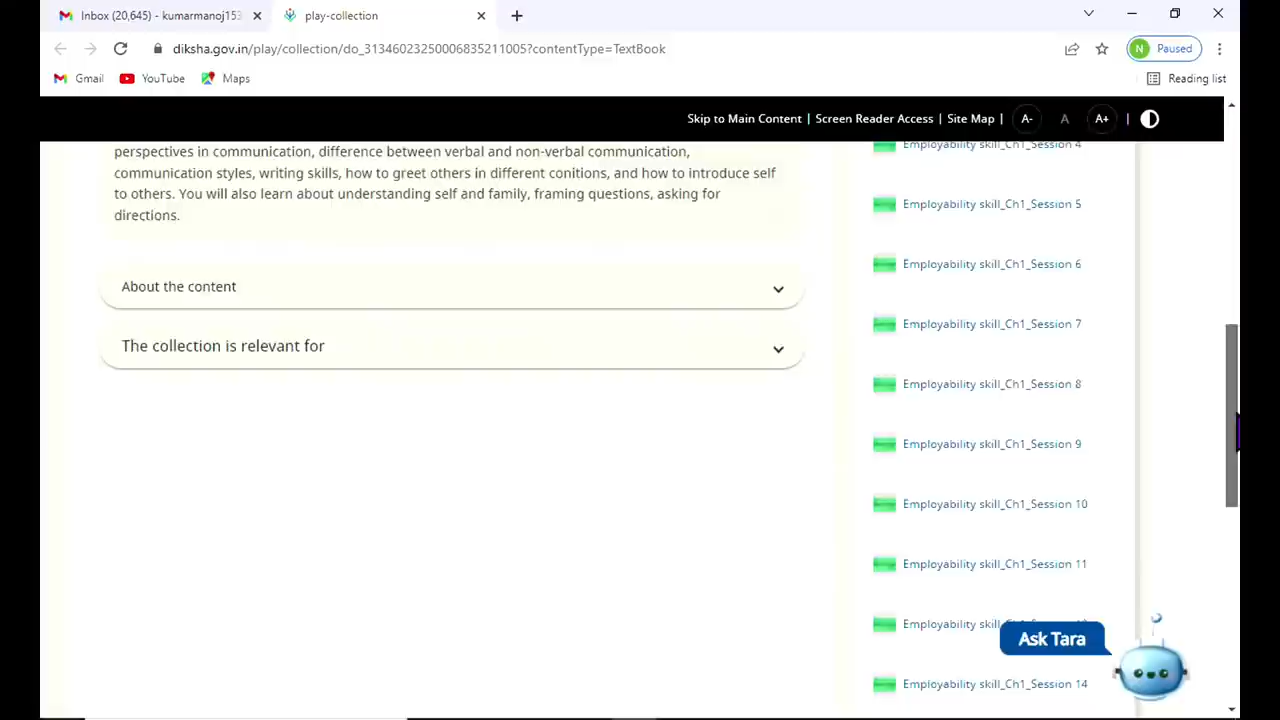 Inbox (20,645) - kumarmanoj153
play-collection
diksha.gov.in/play/collection/do_31346023250006835211005?contentType=TextBook
N Paused
Gmail
YouTube
Maps
Reading list
Skip to Main Content | Screen Reader Access | Site Map | A- A A+ |
perspectives in communication, difference between verbal and non-verbal communication,
communication styles, writing skills, how to greet others in different conitions, and how to introduce self
to others. You will also learn about understanding self and family, framing questions, asking for
directions.
About the content
The collection is relevant for
Employability skill_Ch1_Session 4
Employability skill_Ch1_Session 5
Employability skill_Ch1_Session 6
Employability skill_Ch1_Session 7
Employability skill_Ch1_Session 8
Employability skill_Ch1_Session 9
Employability skill_Ch1_Session 10
Employability skill_Ch1_Session 11
Employability
Employability skill_Ch1_Session 14
Ask Tara